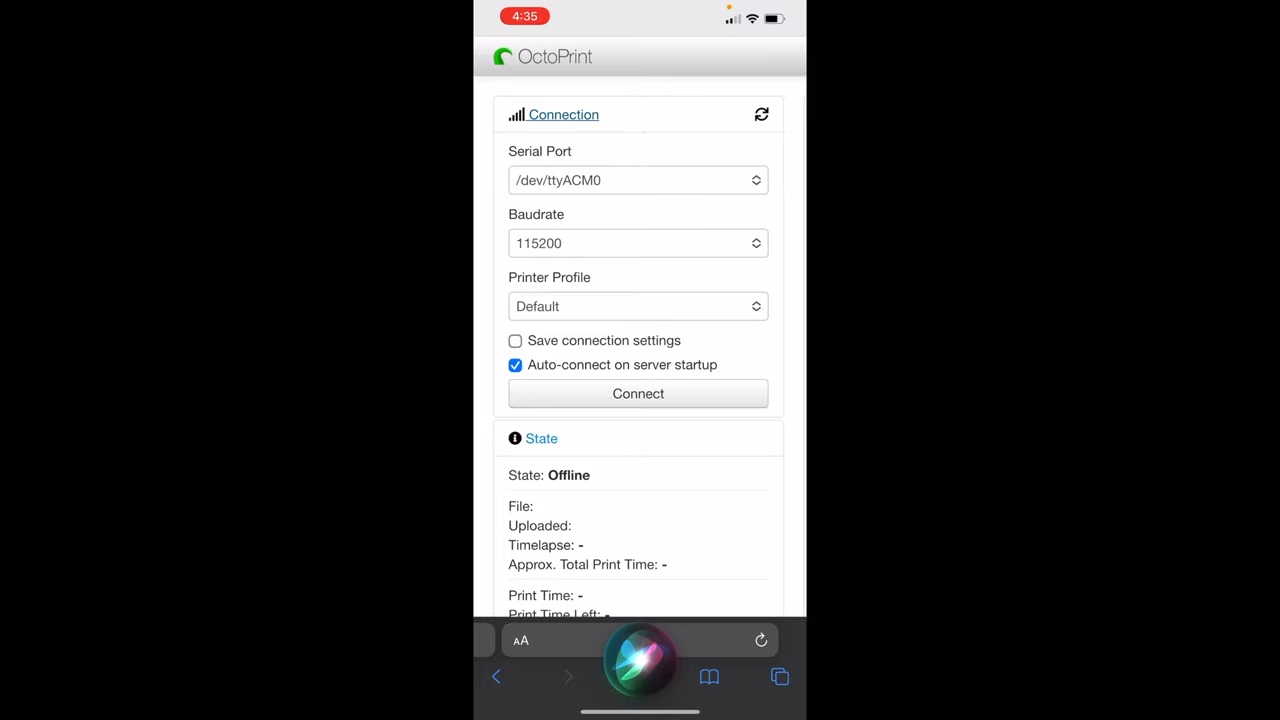 4:35
OctoPrint
Connection
Serial Port
/dev/ttyACM0
Baudrate
115200
Printer Profile
Default
Save connection settings
Auto-connect on server startup
Connect
State
State: Offline
File:
Uploaded:
Timelapse: -
Approx. Total Print Time: -
Print Time: -
Print Time Left: -
AA